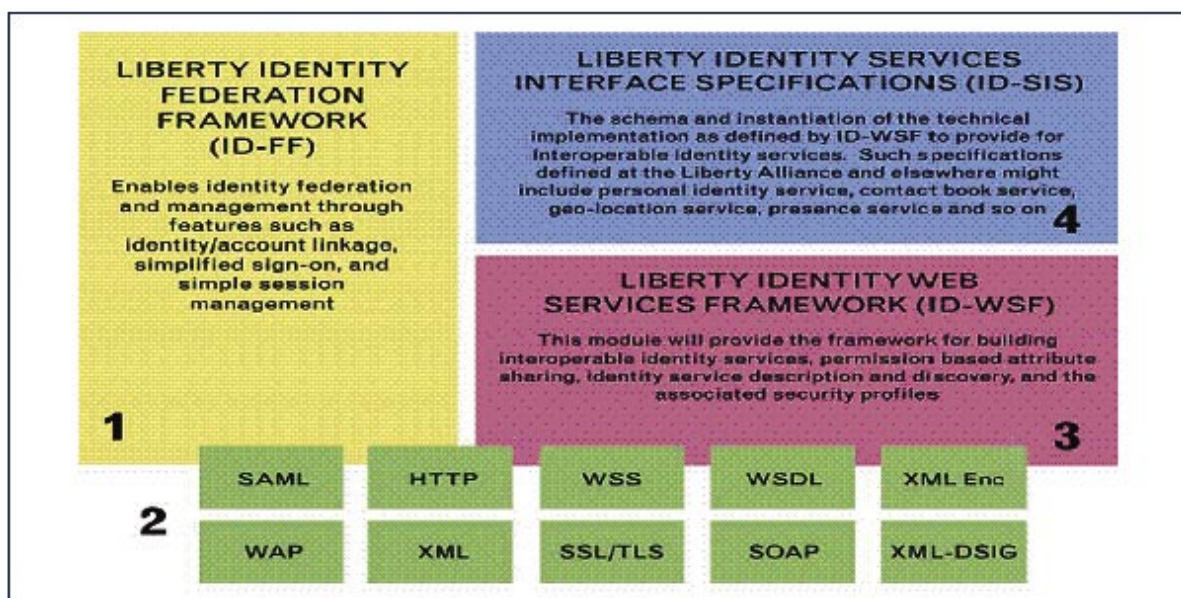 LIBERTY IDENTITY
FEDERATION
FRAMEWORK
(ID-FF)
Enables identity federation
and management through
features such as
identity/account linkage,
simplified sign-on, and
simple session
management
1
LIBERTY IDENTITY SERVICES
INTERFACE SPECIFICATIONS (ID-SIS)
The schema and instantiation of the technical
implementation as defined by ID-WSF to provide for
interoperable identity services. Such specifications
defined at the Liberty Alliance and elsewhere might
include personal identity service, contact book service,
geo-location service, presence service and so on
4
LIBERTY IDENTITY WEB
SERVICES FRAMEWORK (ID-WSF)
This module will provide the framework for building
interoperable identity services, permission based attribute
sharing, identity service description and discovery, and the
associated security profiles
3
2
SAML
HTTP
WSS
WSDL
XML Enc
WAP
XML
SSL/TLS
SOAP
XML-DSIG